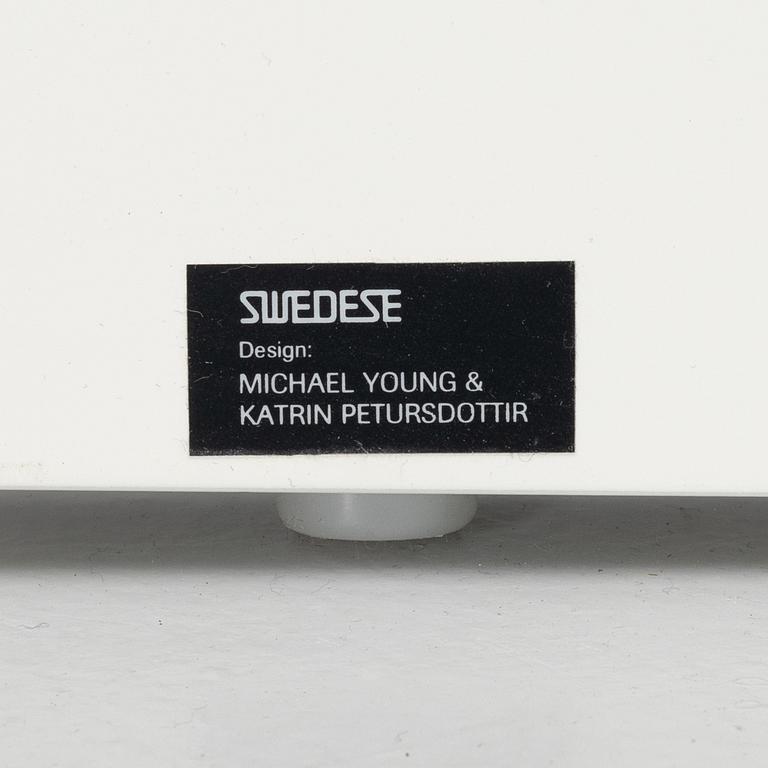 SWEDESE
Design:
MICHAEL YOUNG &
KATRIN PETURSDOTTIR